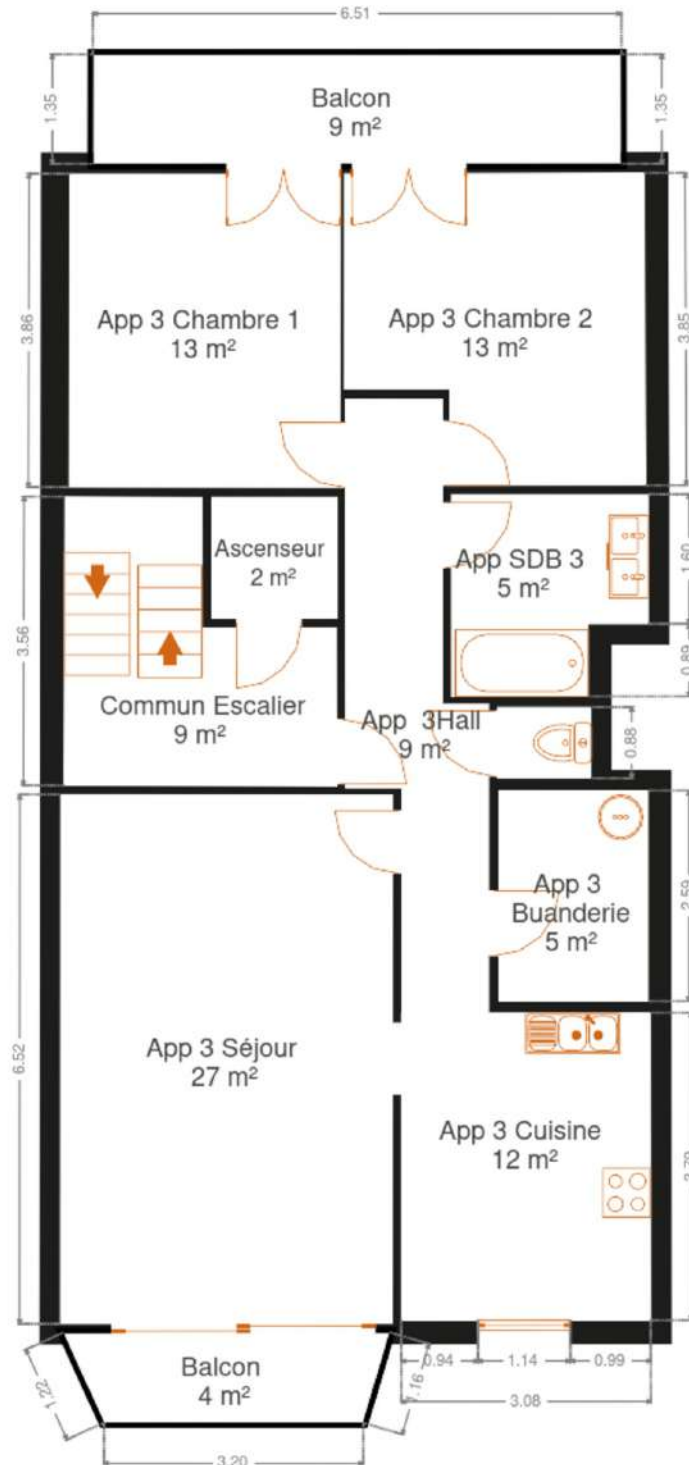 6.51
1.35
1.35
Balcon
9 m²
3.86
3.85
App 3 Chambre 1
13 m²
App 3 Chambre 2
13 m²
3.56
Ascenseur
2 m²
App SDB 3
5 m²
1.60
0.89
Commun Escalier
9 m²
App 3Hall
9 m²
0.88
6.52
App 3
Buanderie
5 m²
2.59
App 3 Séjour
27 m²
App 3 Cuisine
12 m²
1.22
Balcon
4 m²
1.16
0.94
1.14
0.99
3.08
3.20